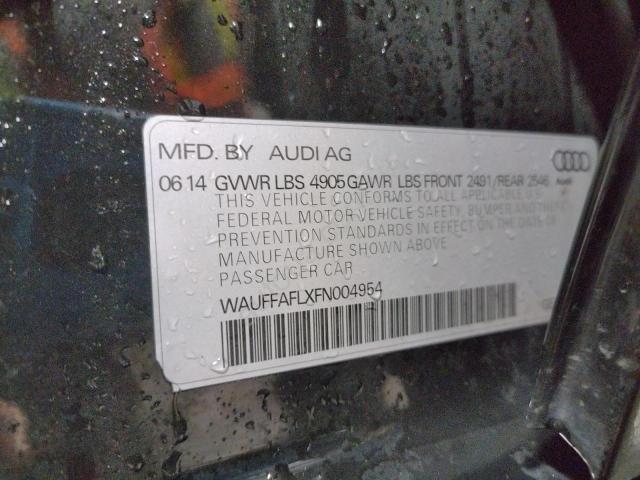 MFD. BY AUDI AG
06 14 GVWR LBS 4905 GAWR LBS FRONT 2491/REAR 2546
Audi
THIS VEHICLE CONFORMS TO ALL APPLICABLE U.S.
FEDERAL MOTOR VEHICLE SAFETY, BUMPER AND THEFT
PREVENTION STANDARDS IN EFFECT ON THE DATE OF
MANUFACTURE SHOWN ABOVE.
PASSENGER CAR
WAUFFAFLXFN004954